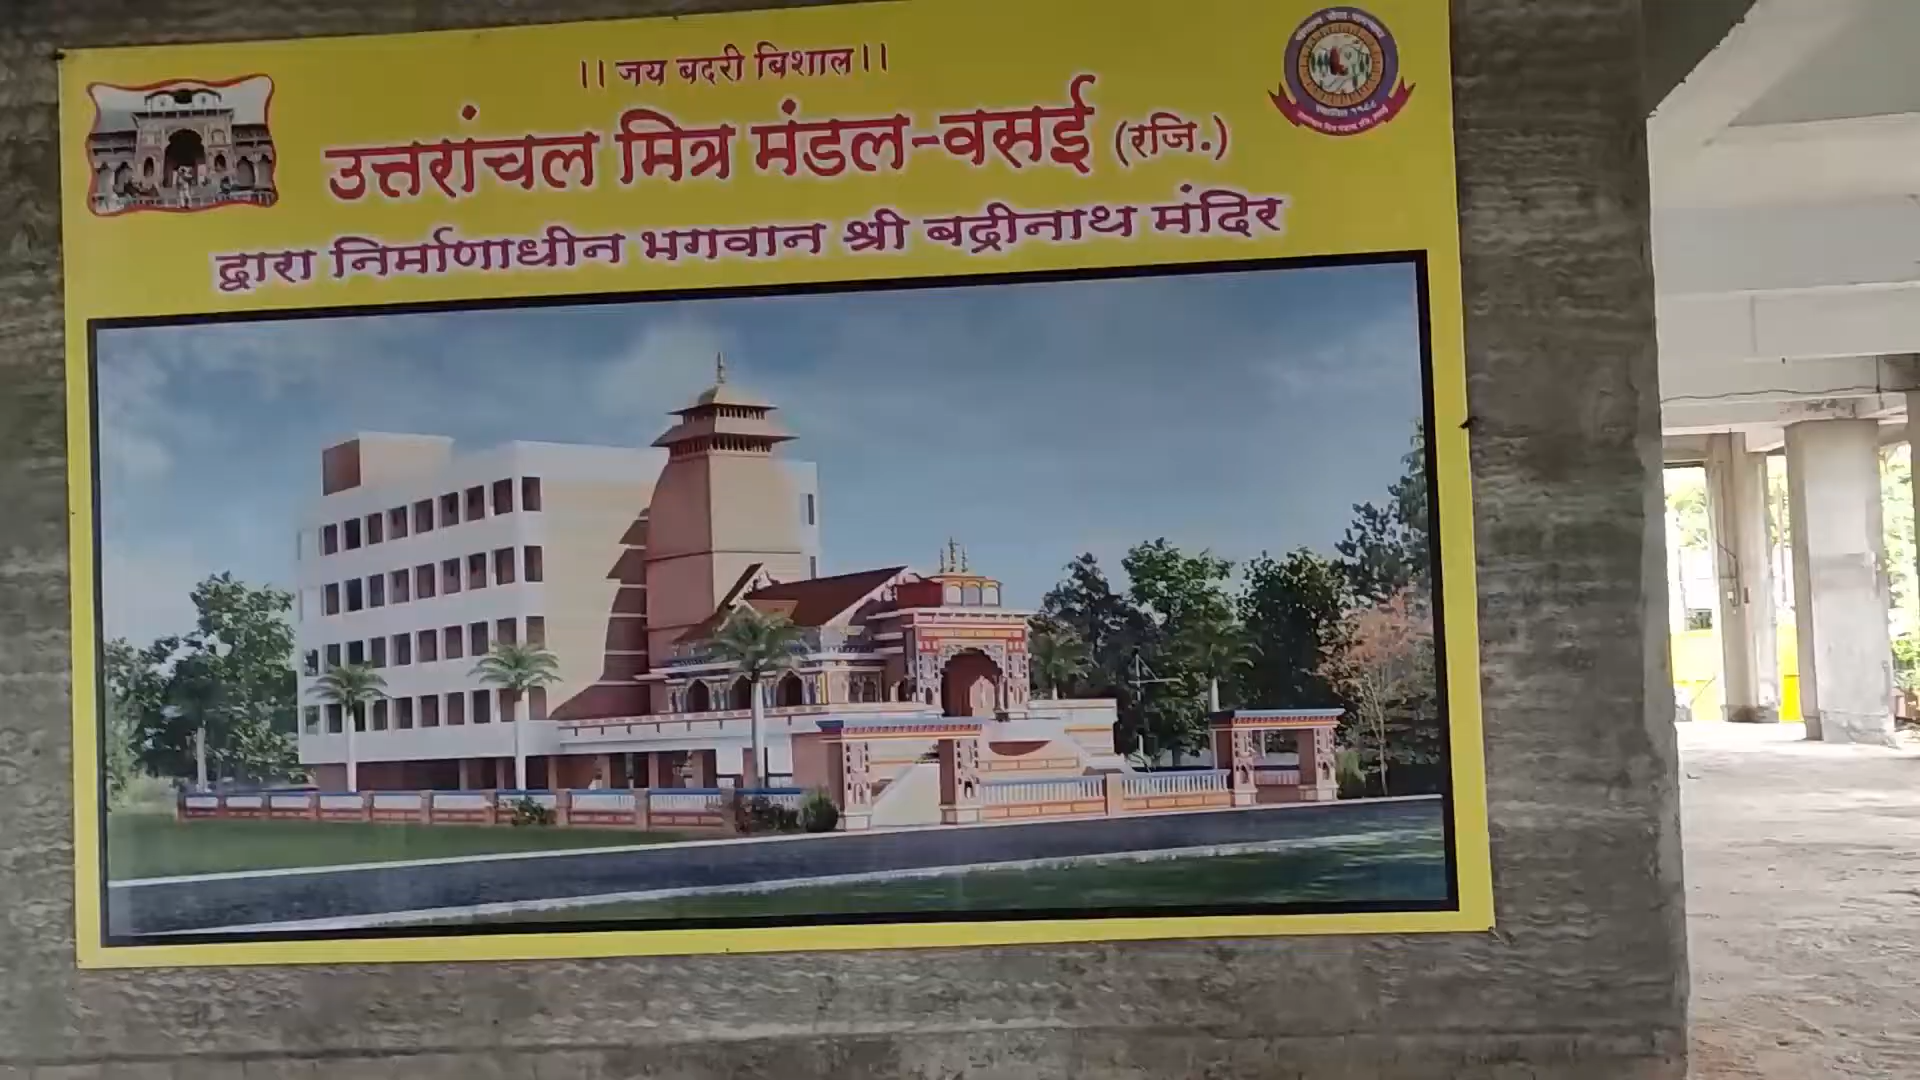 ।। जय बदरी बिशाल।।
उत्तरांचल मित्र मंडल-वसई (रजि.)
द्वारा निर्माणाधीन भगवान श्री बद्रीनाथ मंदिर